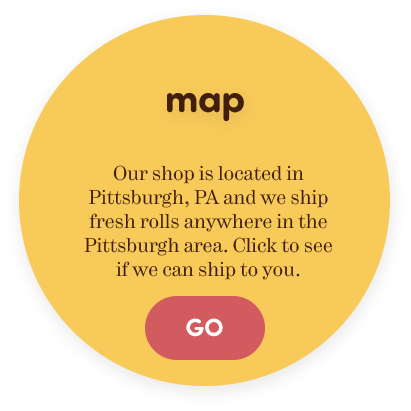 map
Our shop is located in
Pittsburgh, PA and we ship
fresh rolls anywhere in the
Pittsburgh area. Click to see
if we can ship to you.
GO